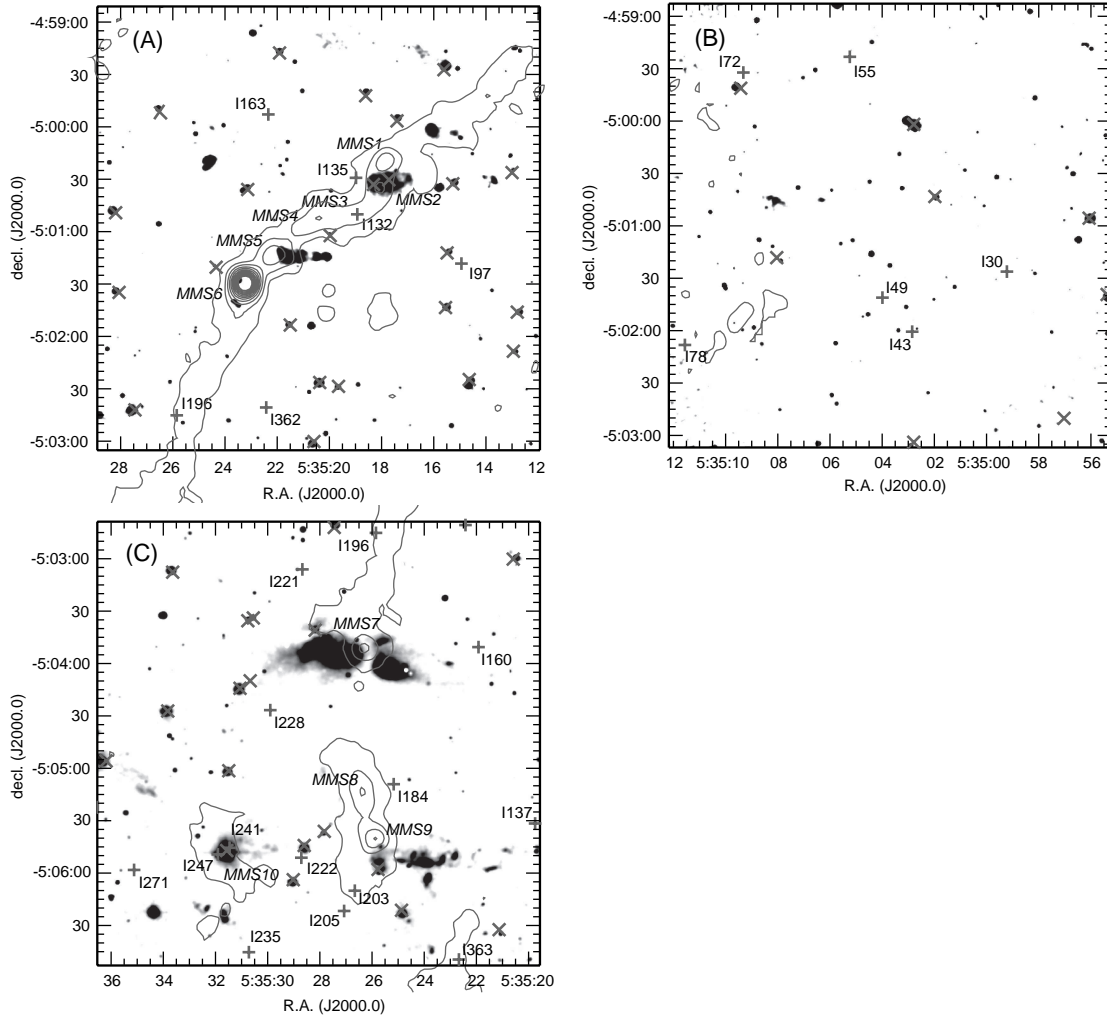 (A)
-4:59:00
30
-5:00:00
30
-5:01:00
30
-5:02:00
30
-5:03:00
decl. (J2000.0)
I163
MMS1
I135
MMS3
MMS2
MMS4
I132
MMS5
I97
MMS6
I196
I362
28 26 24 22 5:35:20 18 16 14 12
R.A. (J2000.0)
(B)
-4:59:00
30
-5:00:00
30
-5:01:00
30
-5:02:00
30
-5:03:00
decl. (J2000.0)
I72
I55
I30
I49
I43
I78
12 5:35:10 08 06 04 02 5:35:00 58 56
R.A. (J2000.0)
(C)
-5:03:00
30
-5:04:00
30
-5:05:00
30
-5:06:00
30
decl. (J2000.0)
I196
I221
MMS7
I160
I228
MMS8
I184
I137
MMS9
I241
I247
I222
MMS10
I271
I203
I205
I235
I363
36 34 32 5:35:30 28 26 24 22 5:35:20
R.A. (J2000.0)